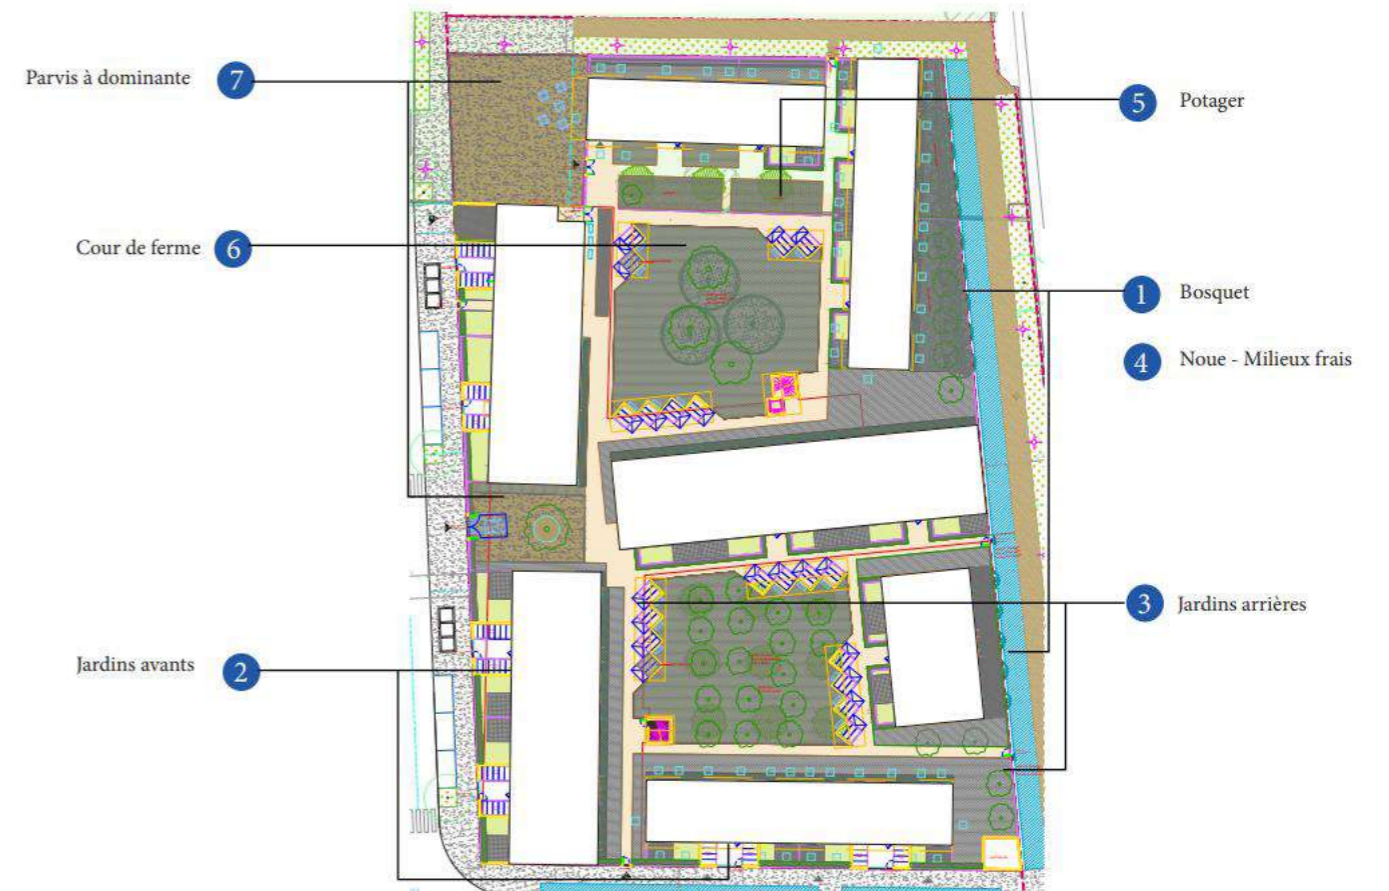 Parvis à dominante 7
5 Potager
Cour de ferme 6
1 Bosquet
4 Noue - Milieux frais
3 Jardins arrières
Jardins avants 2